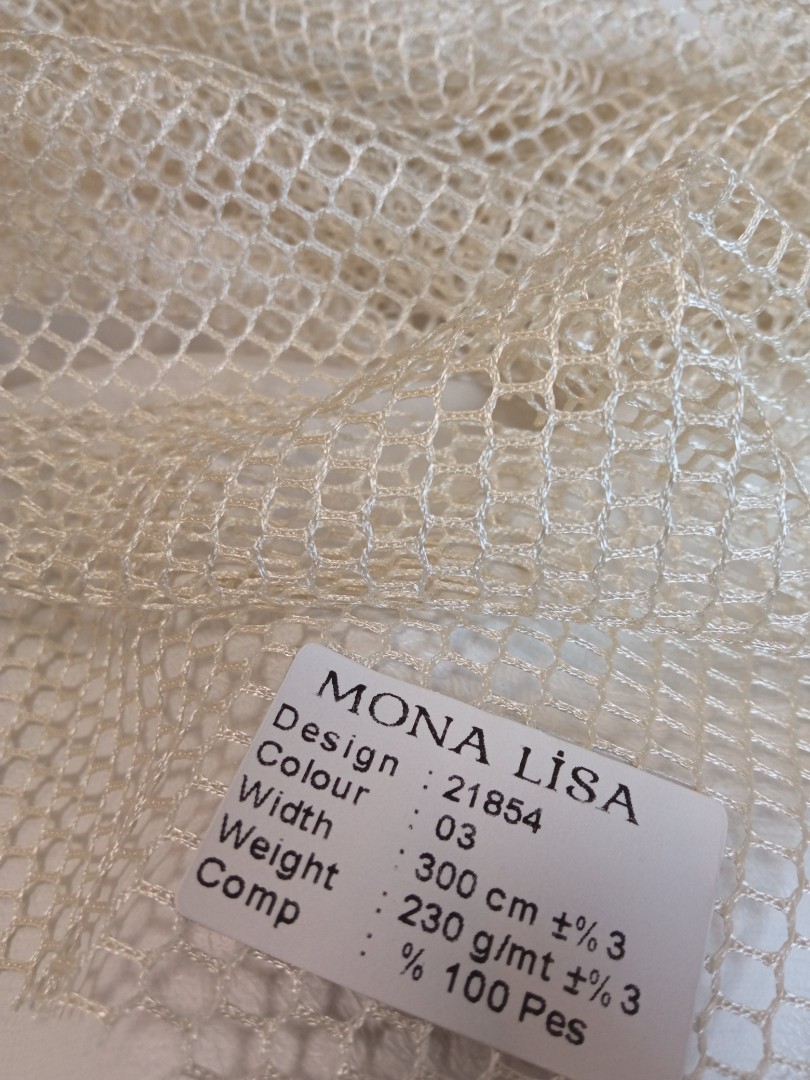 MONA LİSA
Design : 21854
Colour : 03
Width : 300 cm ±% 3
Weight : 230 g/mt ±% 3
Comp : % 100 Pes